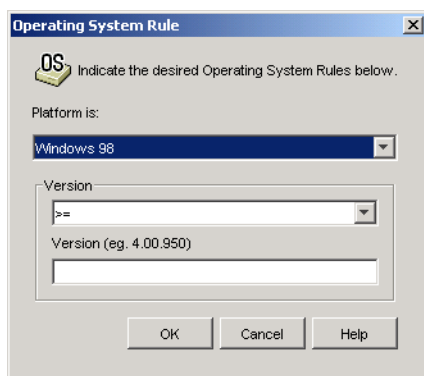 Operating System Rule
OS
Indicate the desired Operating System Rules below.
Platform is:
Windows 98
Version
>=
Version (eg. 4.00.950)
OK Cancel Help